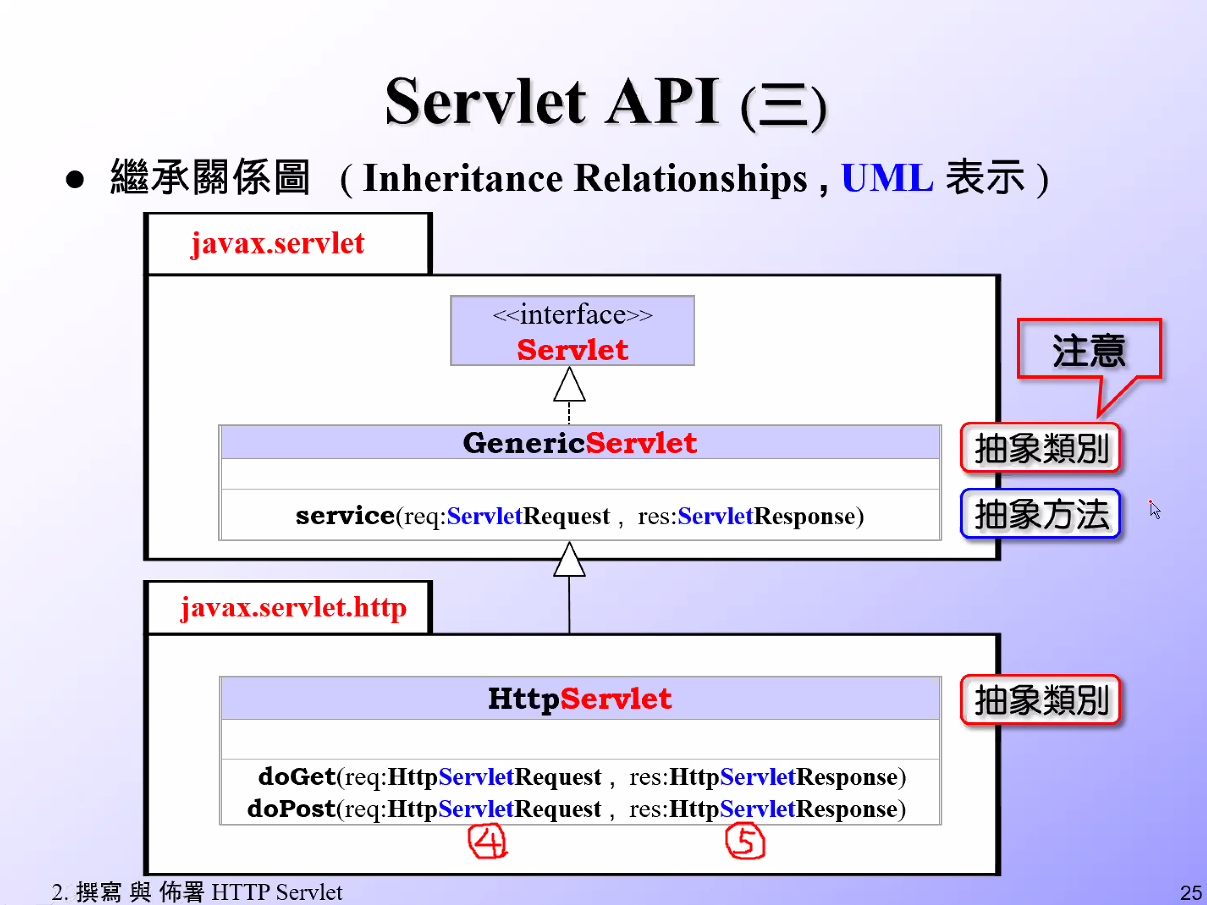 Servlet API (三)
● 繼承關係圖 ( Inheritance Relationships , UML 表示 )
javax.servlet
<<interface>>
Servlet
注意
GenericServlet
抽象類別
service(req:ServletRequest , res:ServletResponse)
抽象方法
javax.servlet.http
HttpServlet
抽象類別
doGet(req:HttpServletRequest , res:HttpServletResponse)
doPost(req:HttpServletRequest , res:HttpServletResponse)
④ ⑤
2. 撰寫 與 佈署 HTTP Servlet
25